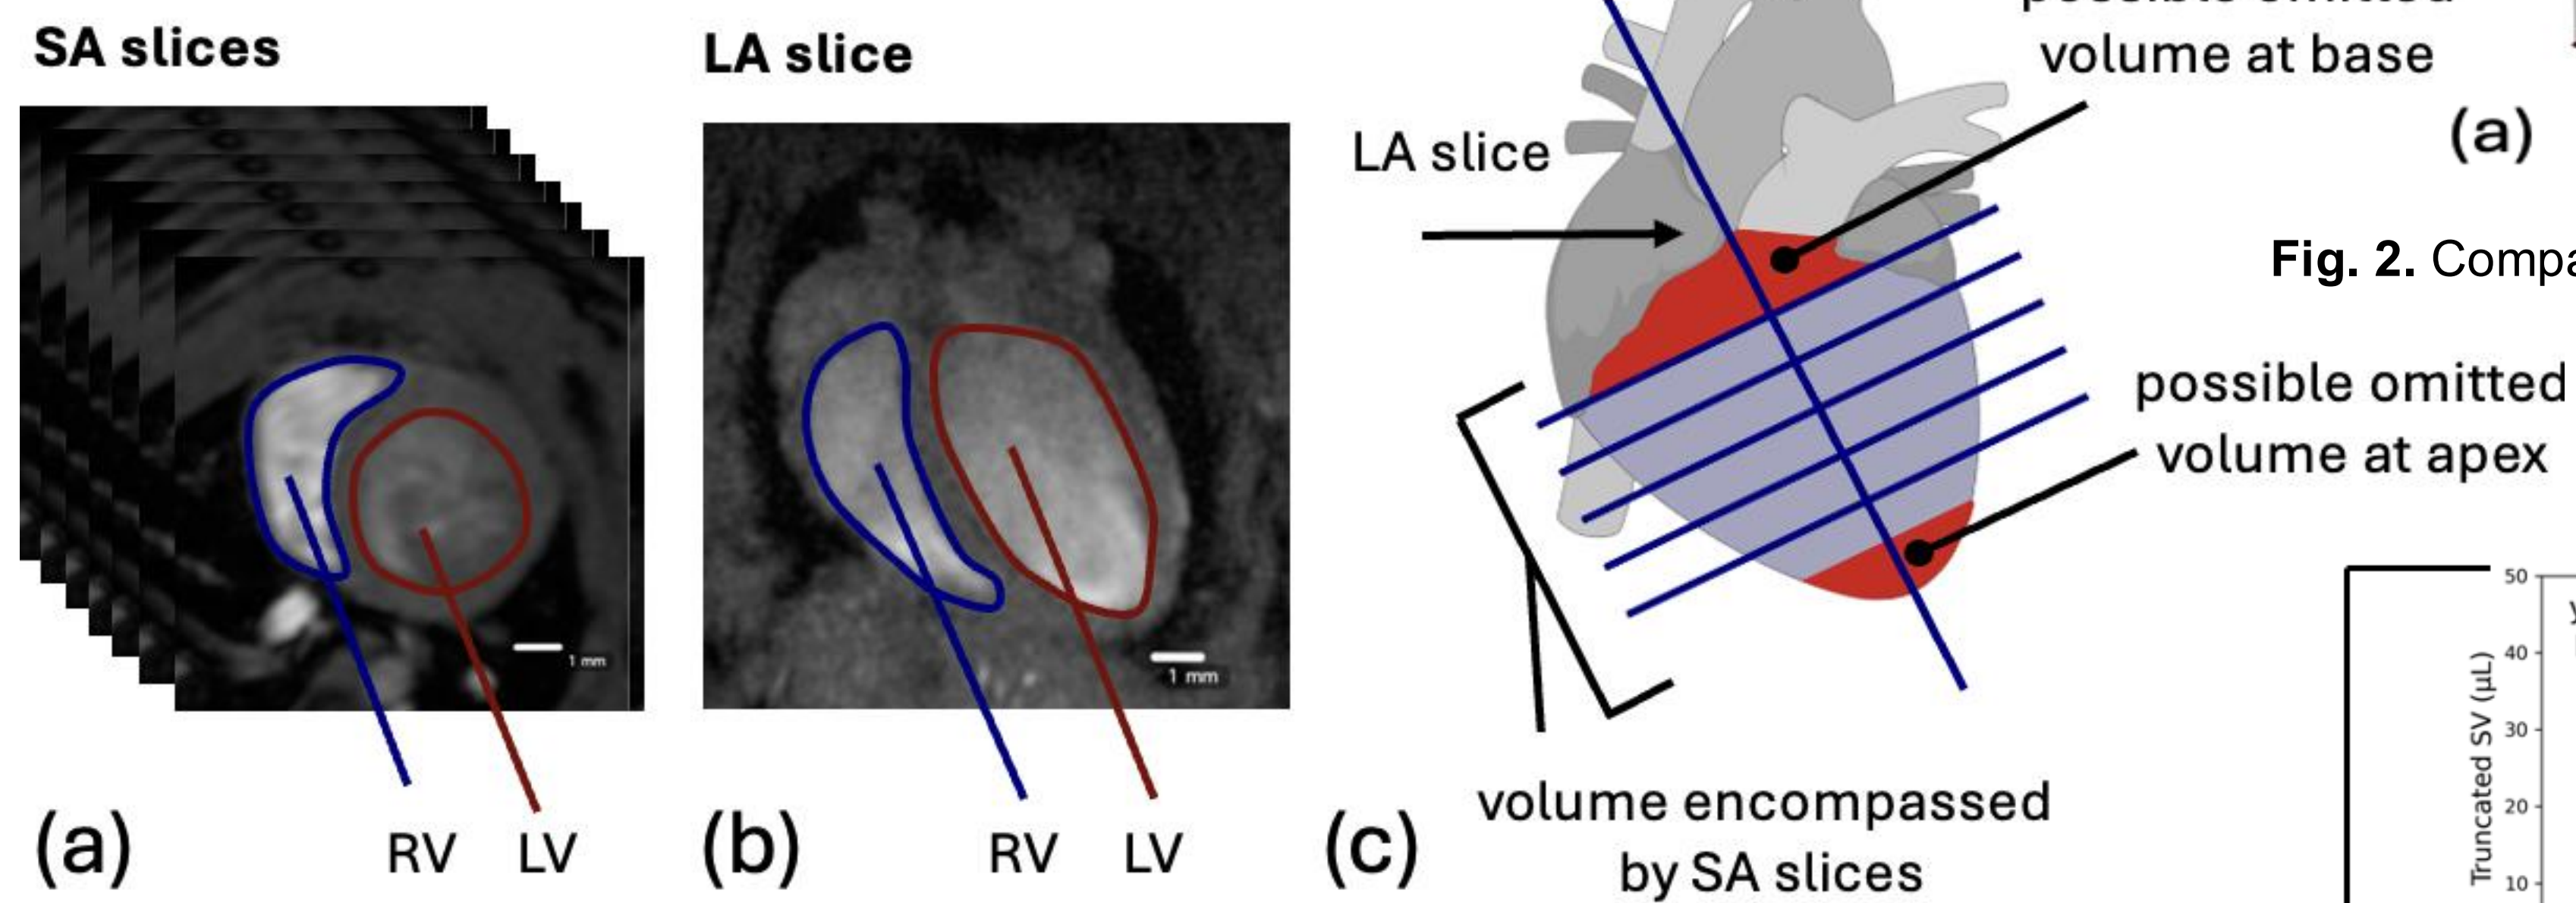 SA slices
1 mm
(a)
RV
LV
LA slice
1 mm
(b)
RV
LV
volume at base
LA slice
possible omitted
volume at apex
(c)
volume encompassed
by SA slices
(a)
Fig. 2.
50
40
30
20
10
Truncated SV (µL)